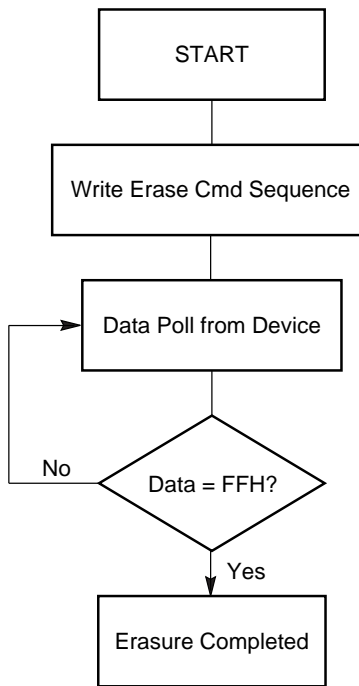 START
Write Erase Cmd Sequence
Data Poll from Device
No
Data = FFH?
Yes
Erasure Completed